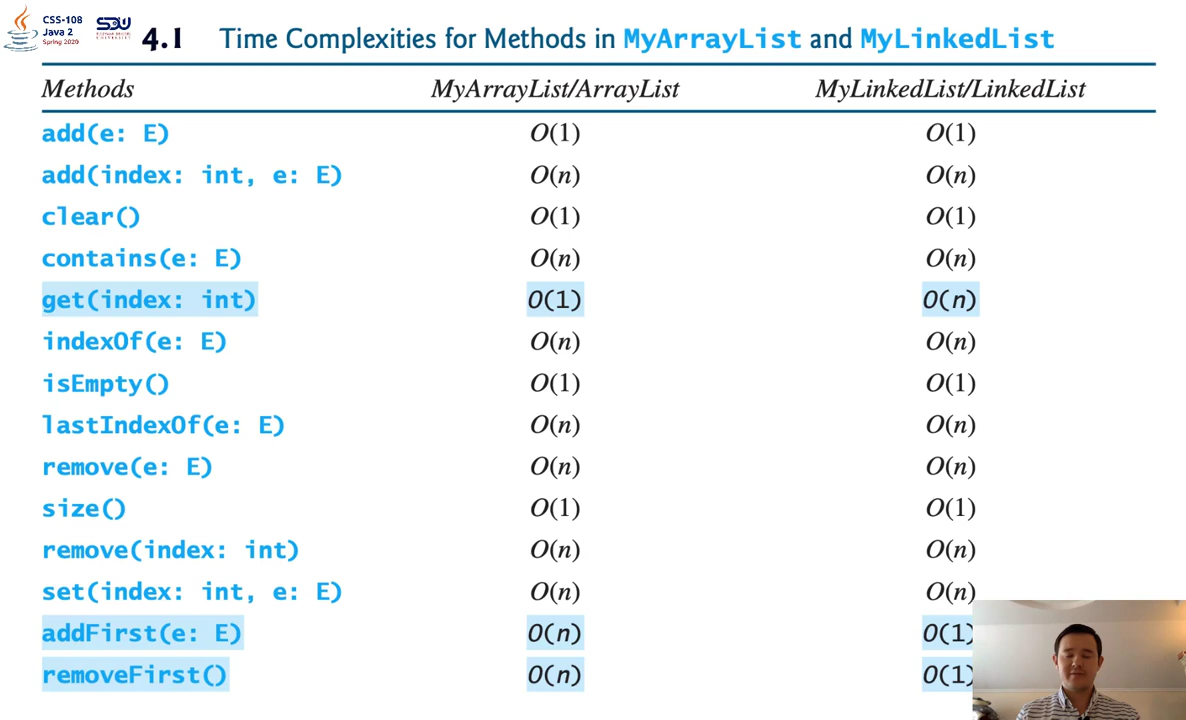 CSS-108
Java 2
Spring 2020
SDU
4.1 Time Complexities for Methods in MyArrayList and MyLinkedList
Methods MyArrayList/ArrayList MyLinkedList/LinkedList
add(e: E) O(1) O(1)
add(index: int, e: E) O(n) O(n)
clear() O(1) O(1)
contains(e: E) O(n) O(n)
get(index: int) O(1) O(n)
indexOf(e: E) O(n) O(n)
isEmpty() O(1) O(1)
lastIndexOf(e: E) O(n) O(n)
remove(e: E) O(n) O(n)
size() O(1) O(1)
remove(index: int) O(n) O(n)
set(index: int, e: E) O(n) O(n)
addFirst(e: E) O(n) O(1)
removeFirst() O(n) O(1)